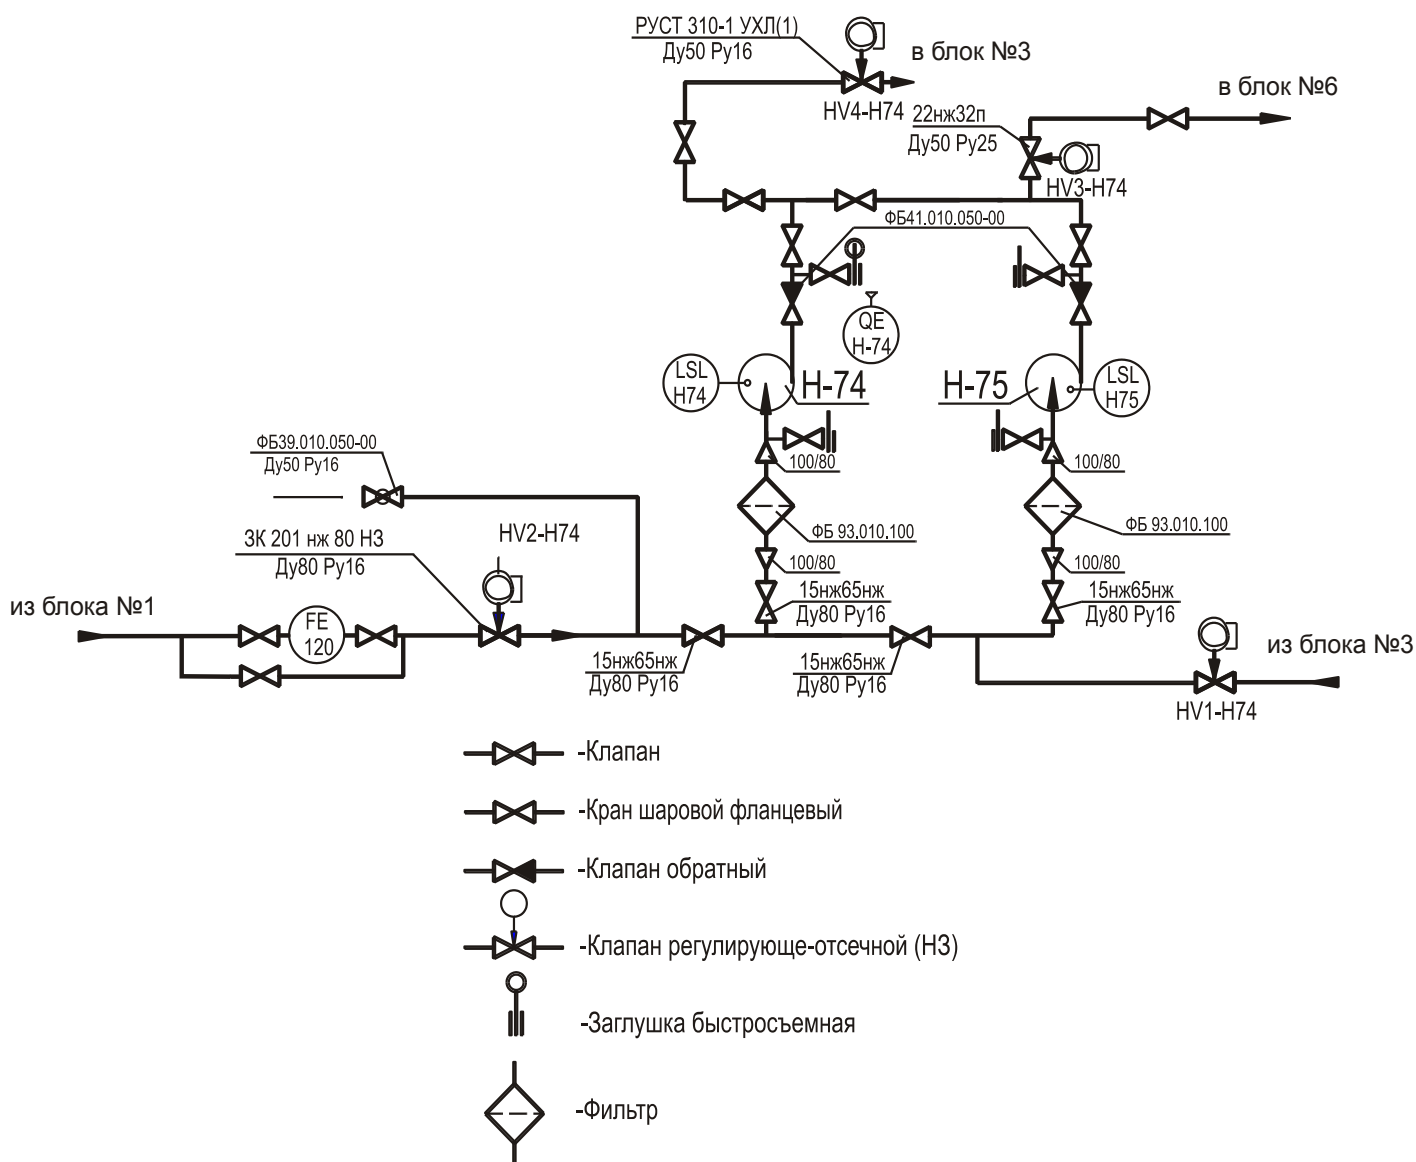 РУСТ 310-1 УХЛ(1)
Ду50 Ру16
в блок №3
HV4-H74
в блок №6
22нж32п
Ду50 Ру25
HV3-H74
ФБ41.010.050-00
QE
H-74
LSL
H74
H-74
H-75
LSL
H75
ФБ39.010.050-00
Ду50 Ру16
100/80
100/80
ФБ 93.010.100
ФБ 93.010.100
ЗК 201 нж 80 НЗ
Ду80 Ру16
HV2-H74
100/80
100/80
15нж65нж
Ду80 Ру16
15нж65нж
Ду80 Ру16
из блока №1
FE
120
15нж65нж
Ду80 Ру16
15нж65нж
Ду80 Ру16
из блока №3
HV1-H74
-Клапан
-Кран шаровой фланцевый
-Клапан обратный
-Клапан регулирующе-отсечной (НЗ)
-Заглушка быстросъемная
-Фильтр